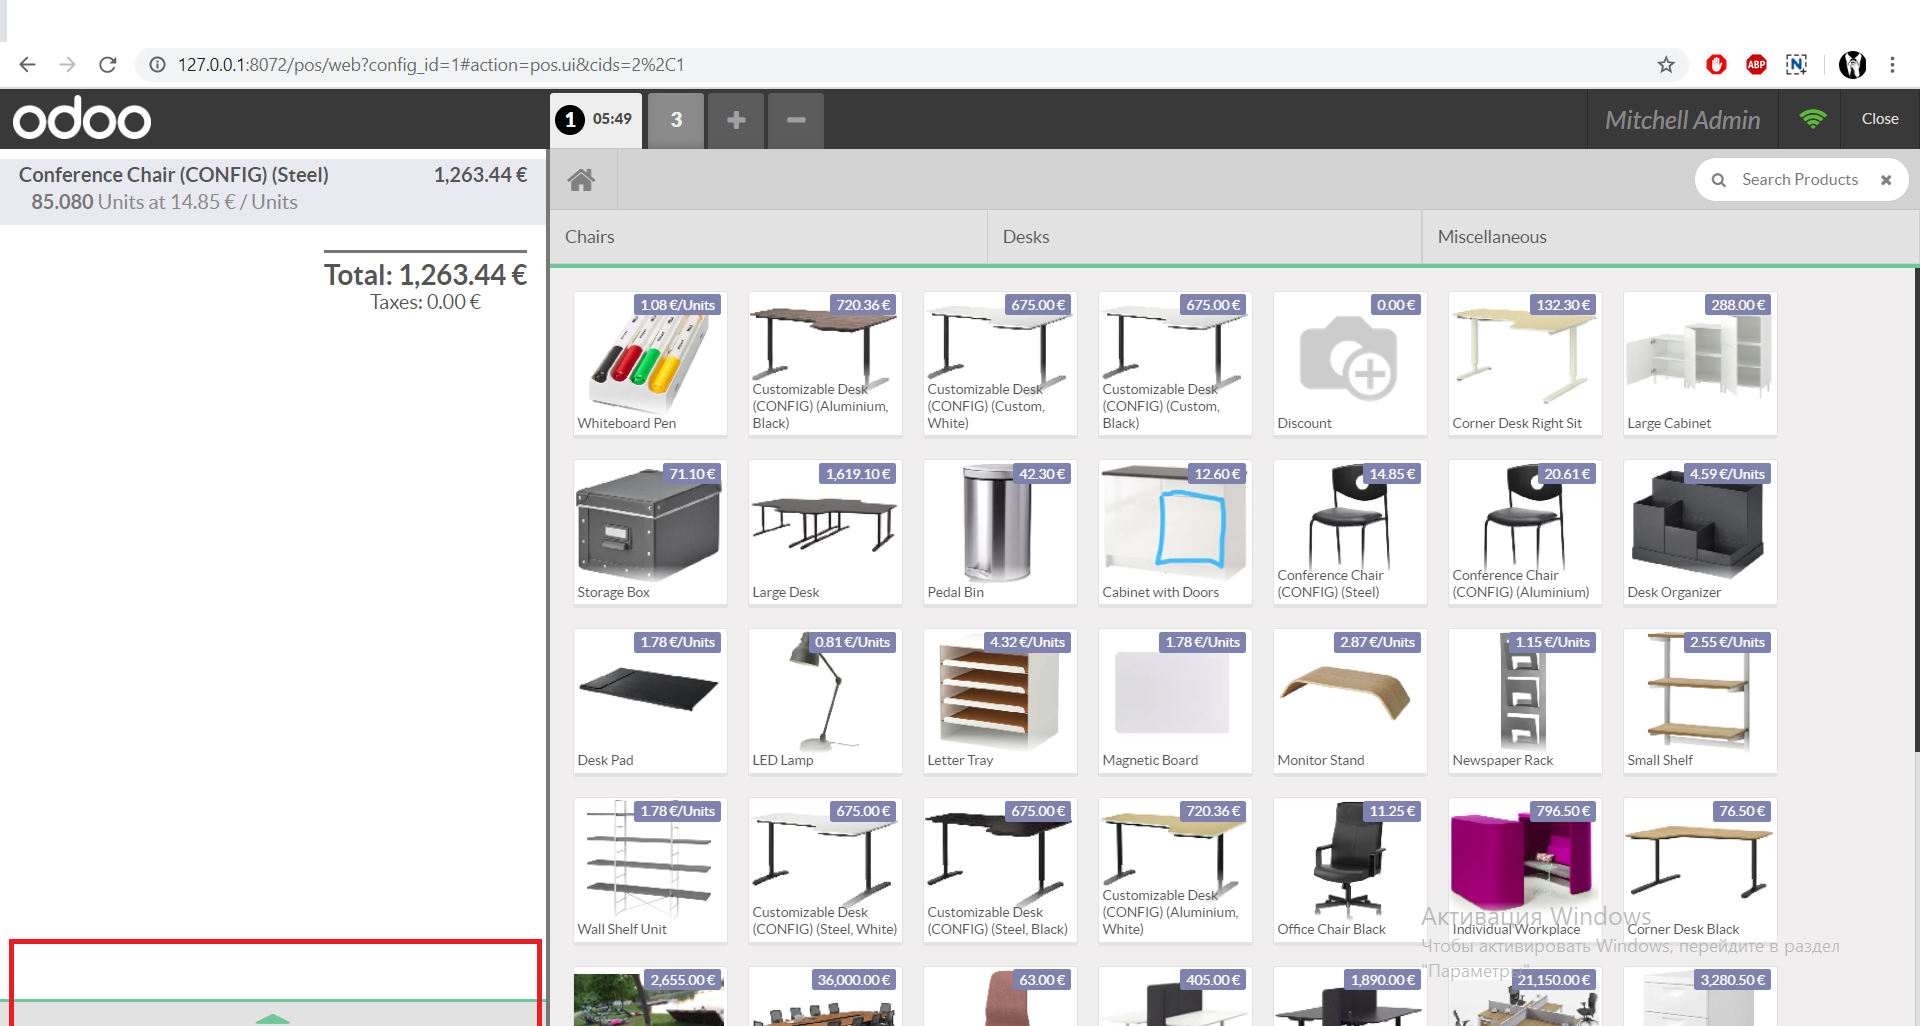 127.0.0.1:8072/pos/web?config_id=1#action=pos.ui&cids=2%2C1
ABP
N
odoo
1 05:49
3
Mitchell Admin
Close
Conference Chair (CONFIG) (Steel) 1,263.44 €
85.080 Units at 14.85 € / Units
Total: 1,263.44 €
Taxes: 0.00 €
Search Products
Chairs
Desks
Miscellaneous
1.08 €/Units
Whiteboard Pen
720.36 €
Customizable Desk
(CONFIG) (Aluminium,
Black)
675.00 €
Customizable Desk
(CONFIG) (Custom,
White)
675.00 €
Customizable Desk
(CONFIG) (Custom,
Black)
0.00 €
Discount
132.30 €
Corner Desk Right Sit
288.00 €
Large Cabinet
71.10 €
Storage Box
1,619.10 €
Large Desk
42.30 €
Pedal Bin
12.60 €
Cabinet with Doors
14.85 €
Conference Chair
(CONFIG) (Steel)
20.61 €
Conference Chair
(CONFIG) (Aluminium)
4.59 €/Units
Desk Organizer
1.78 €/Units
Desk Pad
0.81 €/Units
LED Lamp
4.32 €/Units
Letter Tray
1.78 €/Units
Magnetic Board
2.87 €/Units
Monitor Stand
1.15 €/Units
Newspaper Rack
2.55 €/Units
Small Shelf
1.78 €/Units
Wall Shelf Unit
675.00 €
Customizable Desk
(CONFIG) (Steel, White)
675.00 €
Customizable Desk
(CONFIG) (Steel, Black)
720.36 €
Customizable Desk
(CONFIG) (Aluminium,
White)
11.25 €
Office Chair Black
796.50 €
Individual Workplace
76.50 €
Corner Desk Black
Активация Windows
Чтобы активировать Windows, перейдите в раздел
"Параметры"
2,655.00 €
36,000.00 €
63.00 €
405.00 €
1,890.00 €
21,150.00 €
3,280.50 €